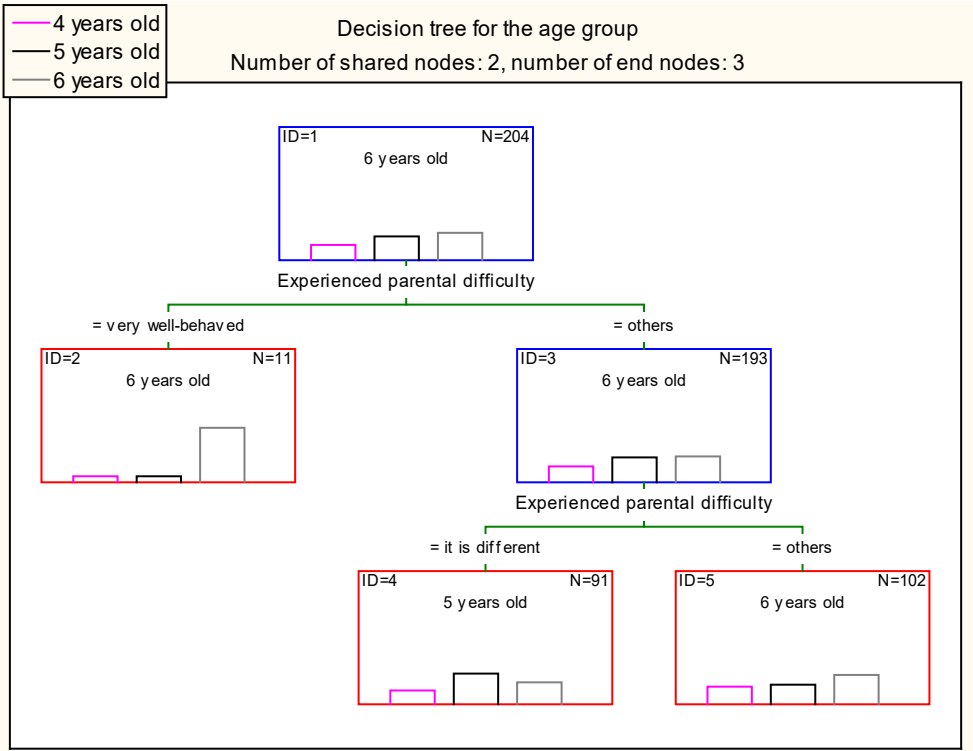 4 years old
5 years old
6 years old
Decision tree for the age group
Number of shared nodes: 2, number of end nodes: 3
ID=1 N=204
6 years old
Experienced parental difficulty
= very well-behaved = others
ID=2 N=11
6 years old
ID=3 N=193
6 years old
Experienced parental difficulty
= it is different = others
ID=4 N=91
5 years old
ID=5 N=102
6 years old